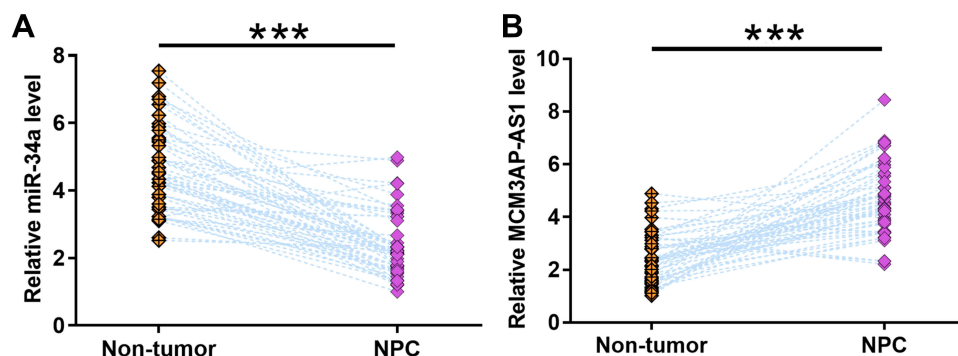 A
***
Relative miR-34a level
8
6
4
2
0
Non-tumor
NPC
B
***
Relative MCM3AP-AS1 level
10
8
6
4
2
0
Non-tumor
NPC